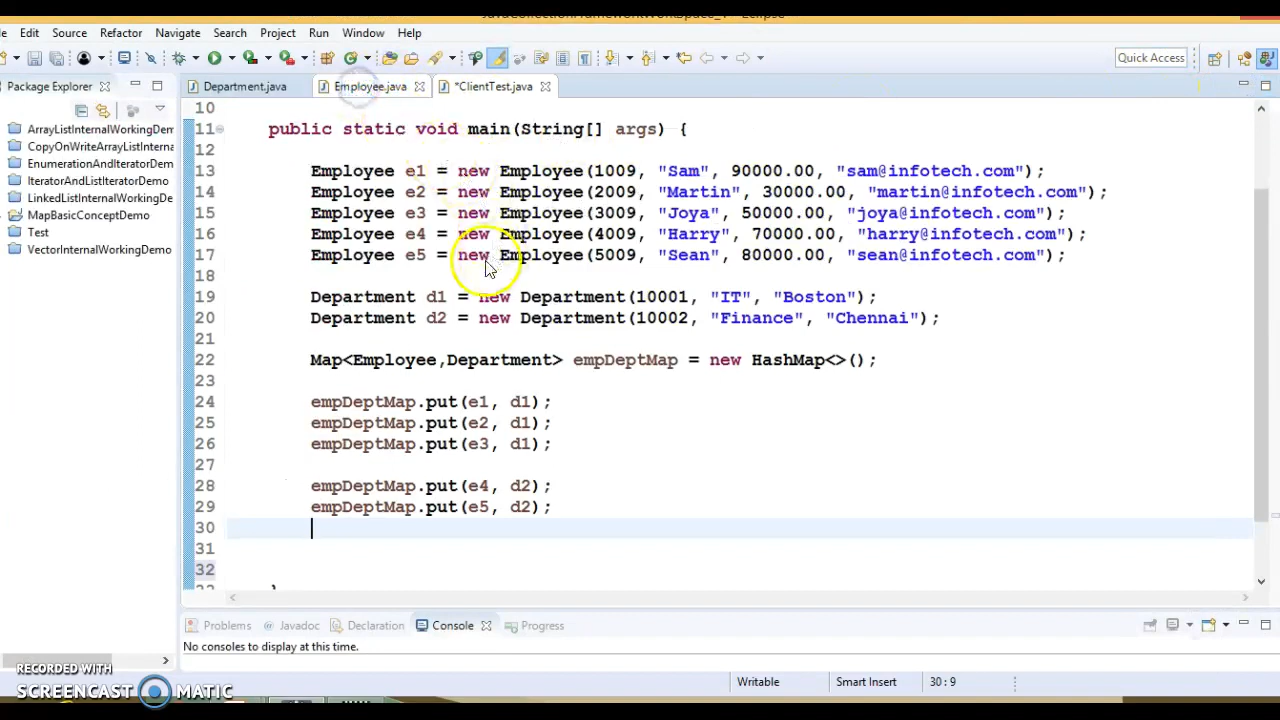 Edit Source Refactor Navigate Search Project Run Window Help
Quick Access
Package Explorer
Department.java Employee.java *ClientTest.java
ArrayListInternalWorkingDem
CopyOnWriteArrayListInterna
EnumerationAndIteratorDemo
IteratorAndListIteratorDemo
LinkedListInternalWorkingDe
MapBasicConceptDemo
Test
VectorInternalWorkingDemo
10
11 public static void main(String[] args) {
12
13 Employee e1 = new Employee(1009, "Sam", 90000.00, "sam@infotech.com");
14 Employee e2 = new Employee(2009, "Martin", 30000.00, "martin@infotech.com");
15 Employee e3 = new Employee(3009, "Joya", 50000.00, "joya@infotech.com");
16 Employee e4 = new Employee(4009, "Harry", 70000.00, "harry@infotech.com");
17 Employee e5 = new Employee(5009, "Sean", 80000.00, "sean@infotech.com");
18
19 Department d1 = new Department(10001, "IT", "Boston");
20 Department d2 = new Department(10002, "Finance", "Chennai");
21
22 Map<Employee,Department> empDeptMap = new HashMap<>();
23
24 empDeptMap.put(e1, d1);
25 empDeptMap.put(e2, d1);
26 empDeptMap.put(e3, d1);
27
28 empDeptMap.put(e4, d2);
29 empDeptMap.put(e5, d2);
30
31
32
Problems Javadoc Declaration Console Progress
No consoles to display at this time.
Writable Smart Insert 30 : 9
RECORDED WITH
SCREENCAST MATIC